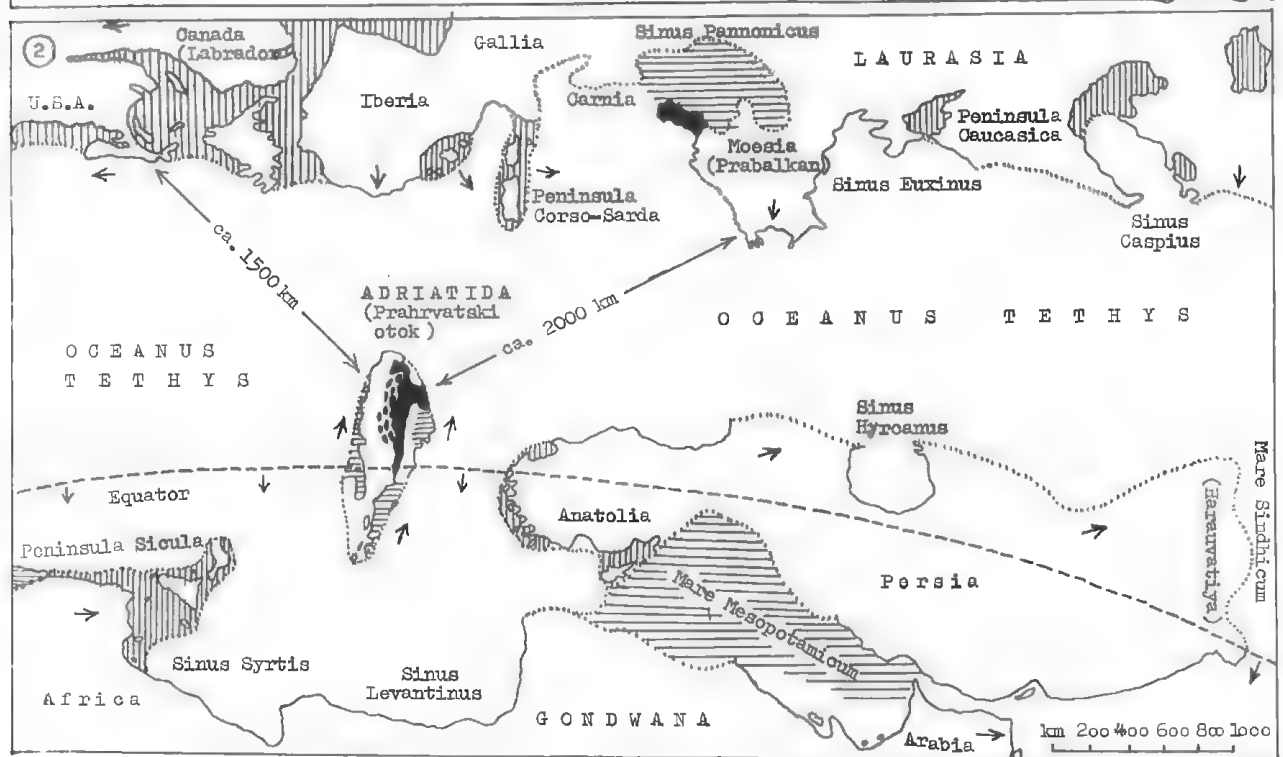 2
Canada
(Labrador)
Gallia
Sinus Pannonicus
LAURASIA
U.S.A.
Iberia
Carnia
Peninsula
Caucasica
Moesia
(Prabalkan)
Sinus Euxinus
Peninsula
Corso-Sarda
Sinus
Caspius
ca. 1500 km
ca. 2000 km
ADRIATIDA
(Prahrvatski
otok)
OCEANUS TETHYS
OCEANUS
TETHYS
Sinus
Hyrcanus
Mare Sindhicum
(Harauvatiya)
Equator
Anatolia
Peninsula Sicula
Mare Mesopotamicum
Persia
Sinus Syrtis
Sinus
Levantinus
Africa
GONDWANA
Arabia
km 200 400 600 800 1000